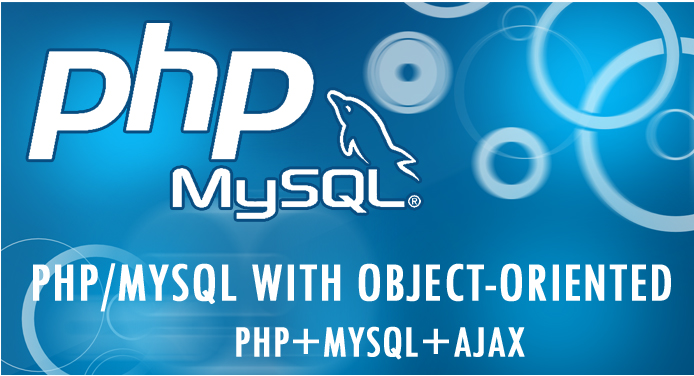 php
MySQL®
PHP/MYSQL WITH OBJECT-ORIENTED
PHP+MYSQL+AJAX